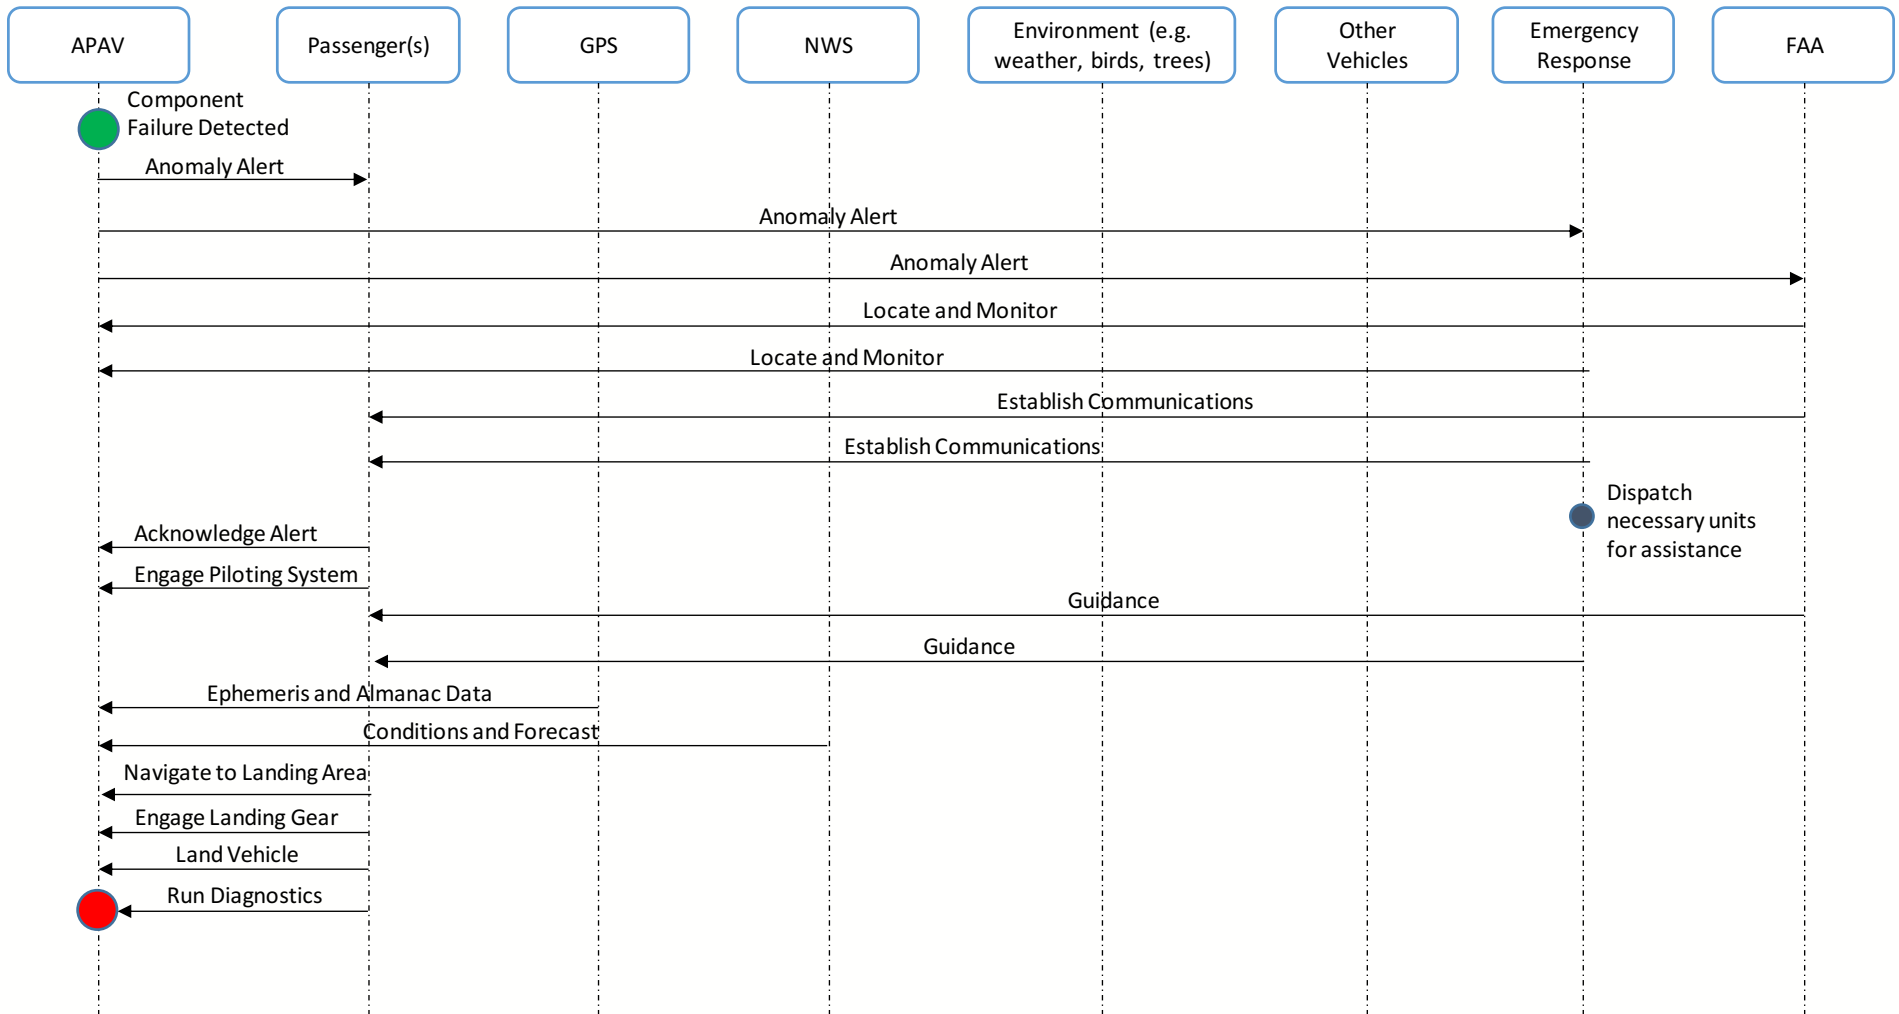 APAV
Passenger(s)
GPS
NWS
Environment (e.g.
weather, birds, trees)
Other
Vehicles
Emergency
Response
FAA
Component
Failure Detected
Anomaly Alert
Anomaly Alert
Anomaly Alert
Locate and Monitor
Locate and Monitor
Establish Communications
Establish Communications
Dispatch
necessary units
for assistance
Acknowledge Alert
Engage Piloting System
Guidance
Guidance
Ephemeris and Almanac Data
Conditions and Forecast
Navigate to Landing Area
Engage Landing Gear
Land Vehicle
Run Diagnostics